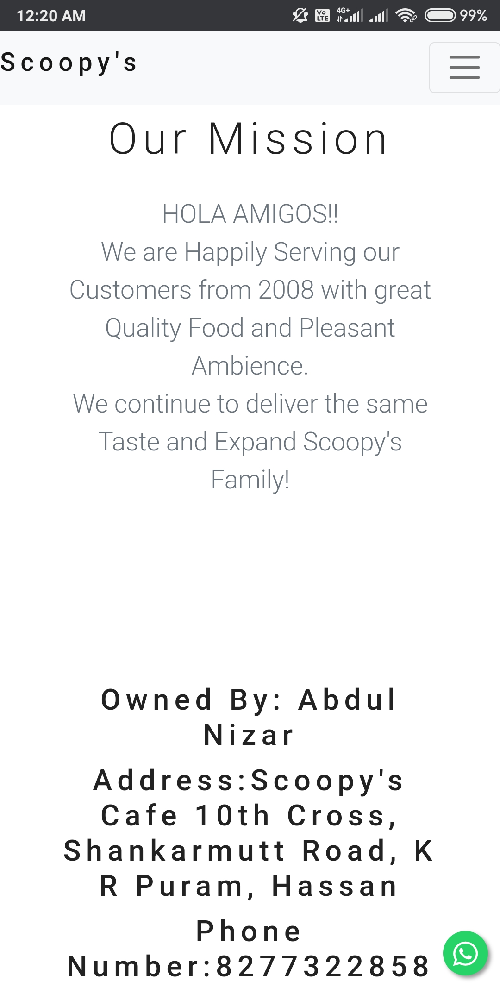 12:20 AM
Vo LTE
4G+
99%
Scoopy's
Our Mission
HOLA AMIGOS!!
We are Happily Serving our
Customers from 2008 with great
Quality Food and Pleasant
Ambience.
We continue to deliver the same
Taste and Expand Scoopy's
Family!
Owned By: Abdul
Nizar
Address:Scoopy's
Cafe 10th Cross,
Shankarmutt Road, K
R Puram, Hassan
Phone
Number:8277322858